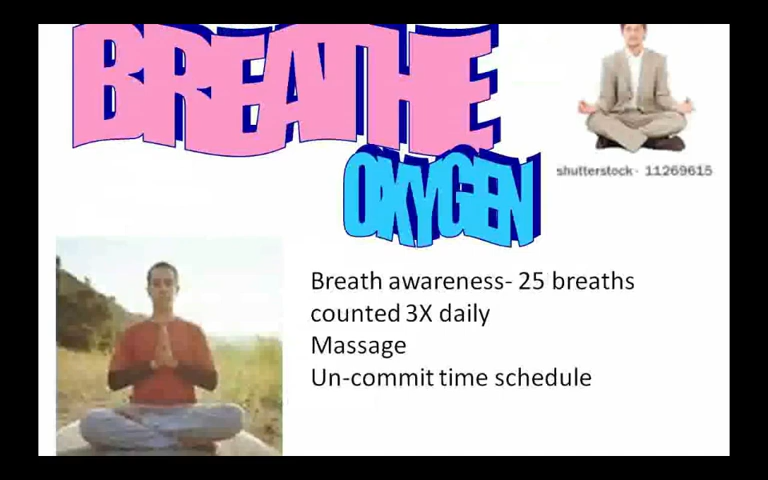 BREATHE
OXYGEN
shutterstock · 11269615
Breath awareness- 25 breaths
counted 3X daily
Massage
Un-commit time schedule